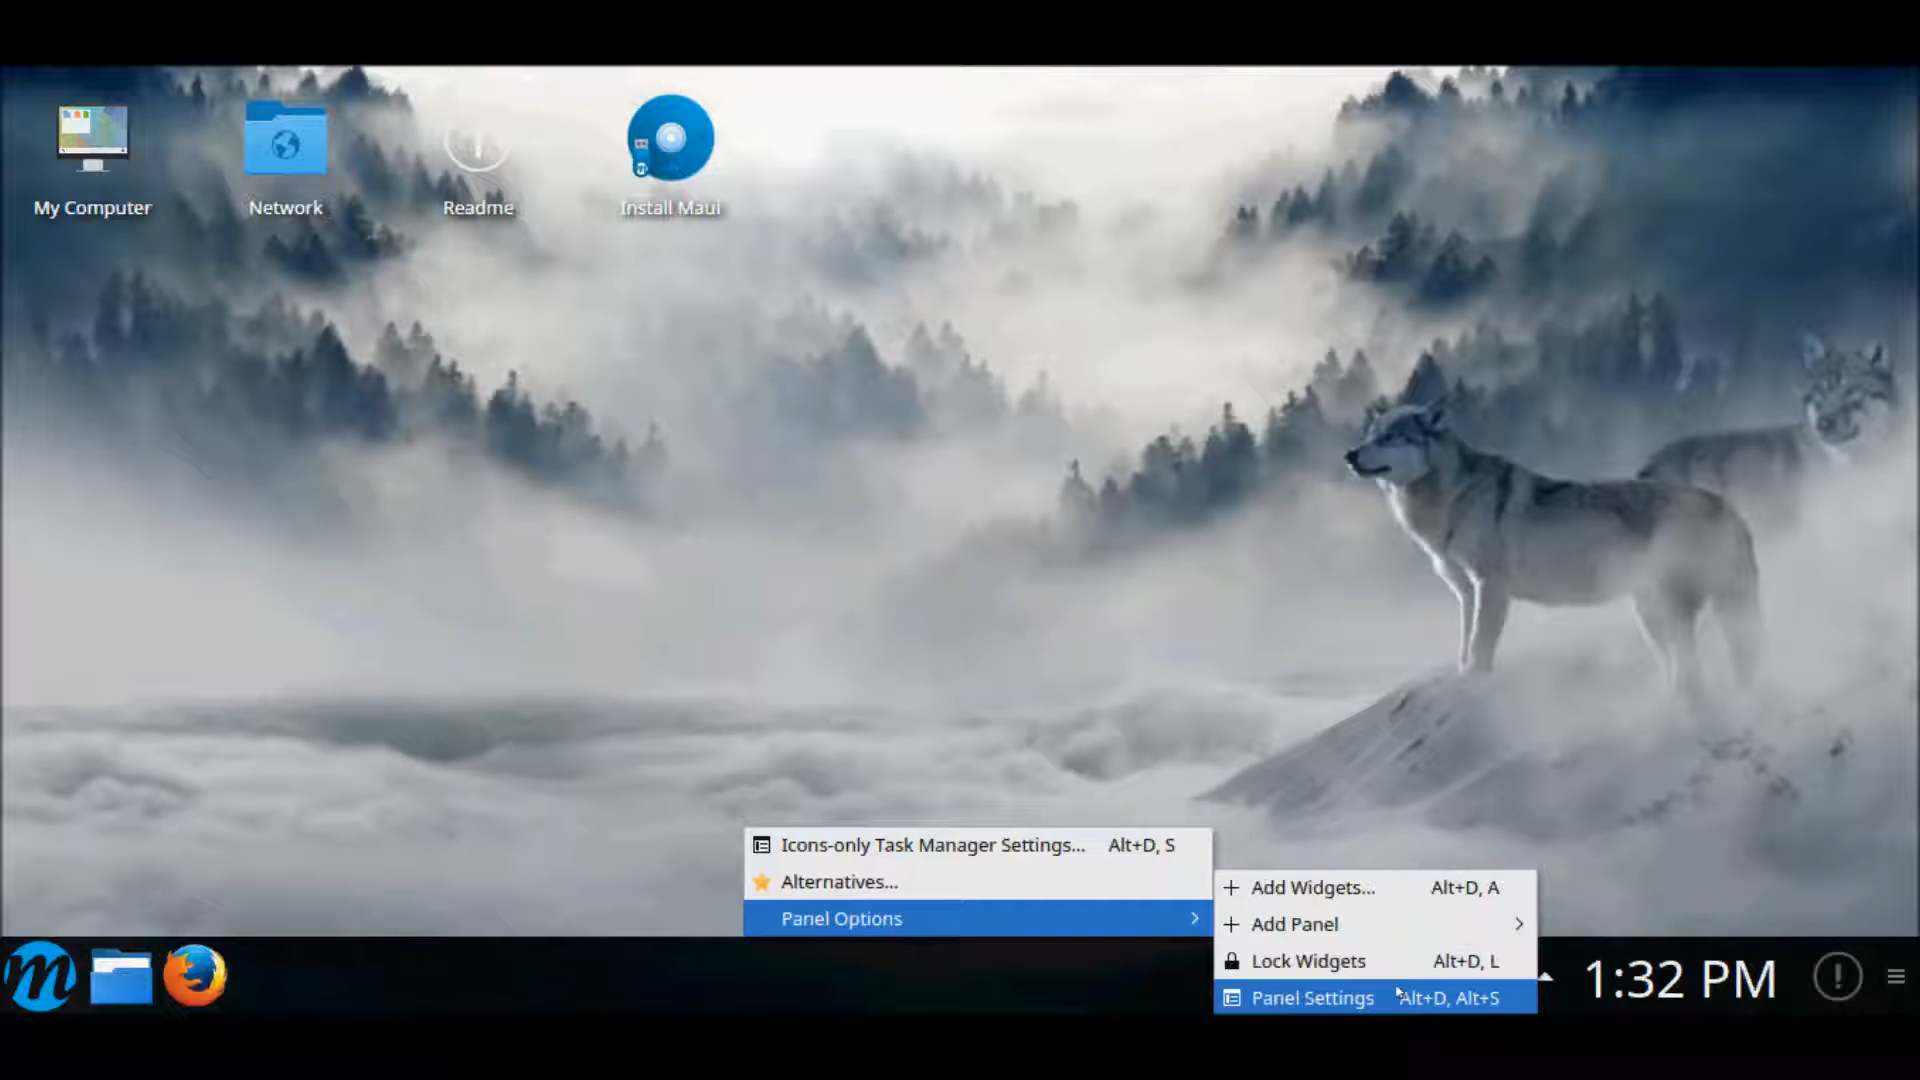 My Computer
Network
Readme
Install Maui
Icons-only Task Manager Settings... Alt+D, S
Alternatives...
Panel Options
Add Widgets... Alt+D, A
Add Panel
Lock Widgets Alt+D, L
Panel Settings Alt+D, Alt+S
m
1:32 PM